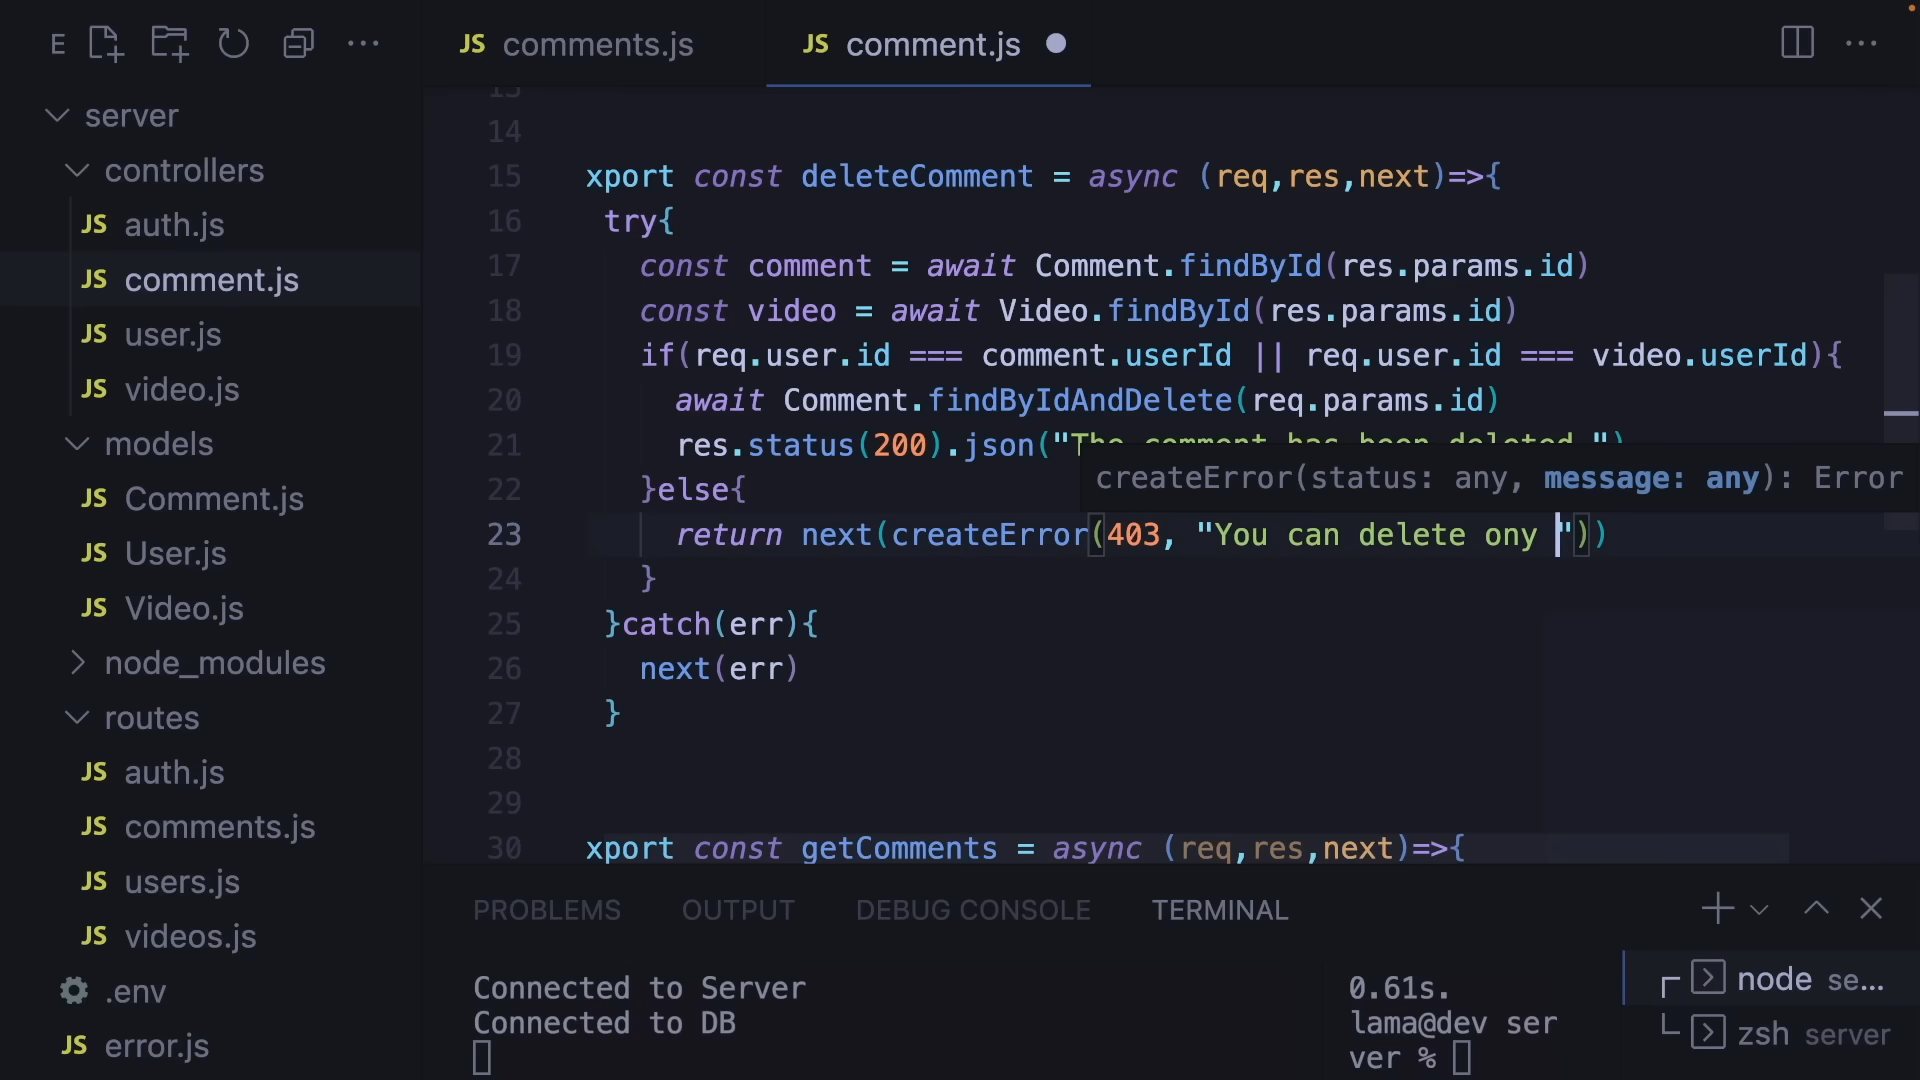 E
JS comments.js
JS comment.js
server
controllers
JS auth.js
JS comment.js
JS user.js
JS video.js
models
JS Comment.js
JS User.js
JS Video.js
node_modules
routes
JS auth.js
JS comments.js
JS users.js
JS videos.js
.env
JS error.js
13
14
15 xport const deleteComment = async (req,res,next)=>{
16 try{
17 const comment = await Comment.findById(res.params.id)
18 const video = await Video.findById(res.params.id)
19 if(req.user.id === comment.userId || req.user.id === video.userId){
20 await Comment.findByIdAndDelete(req.params.id)
21 res.status(200).json("The comment has been deleted.")
createError(status: any, message: any): Error
22 }else{
23 return next(createError(403, "You can delete ony "))
24 }
25 }catch(err){
26 next(err)
27 }
28
29
30 xport const getComments = async (req,res,next)=>{
PROBLEMS OUTPUT DEBUG CONSOLE TERMINAL
Connected to Server
Connected to DB
0.61s.
lama@dev ser
ver %
node se...
zsh server